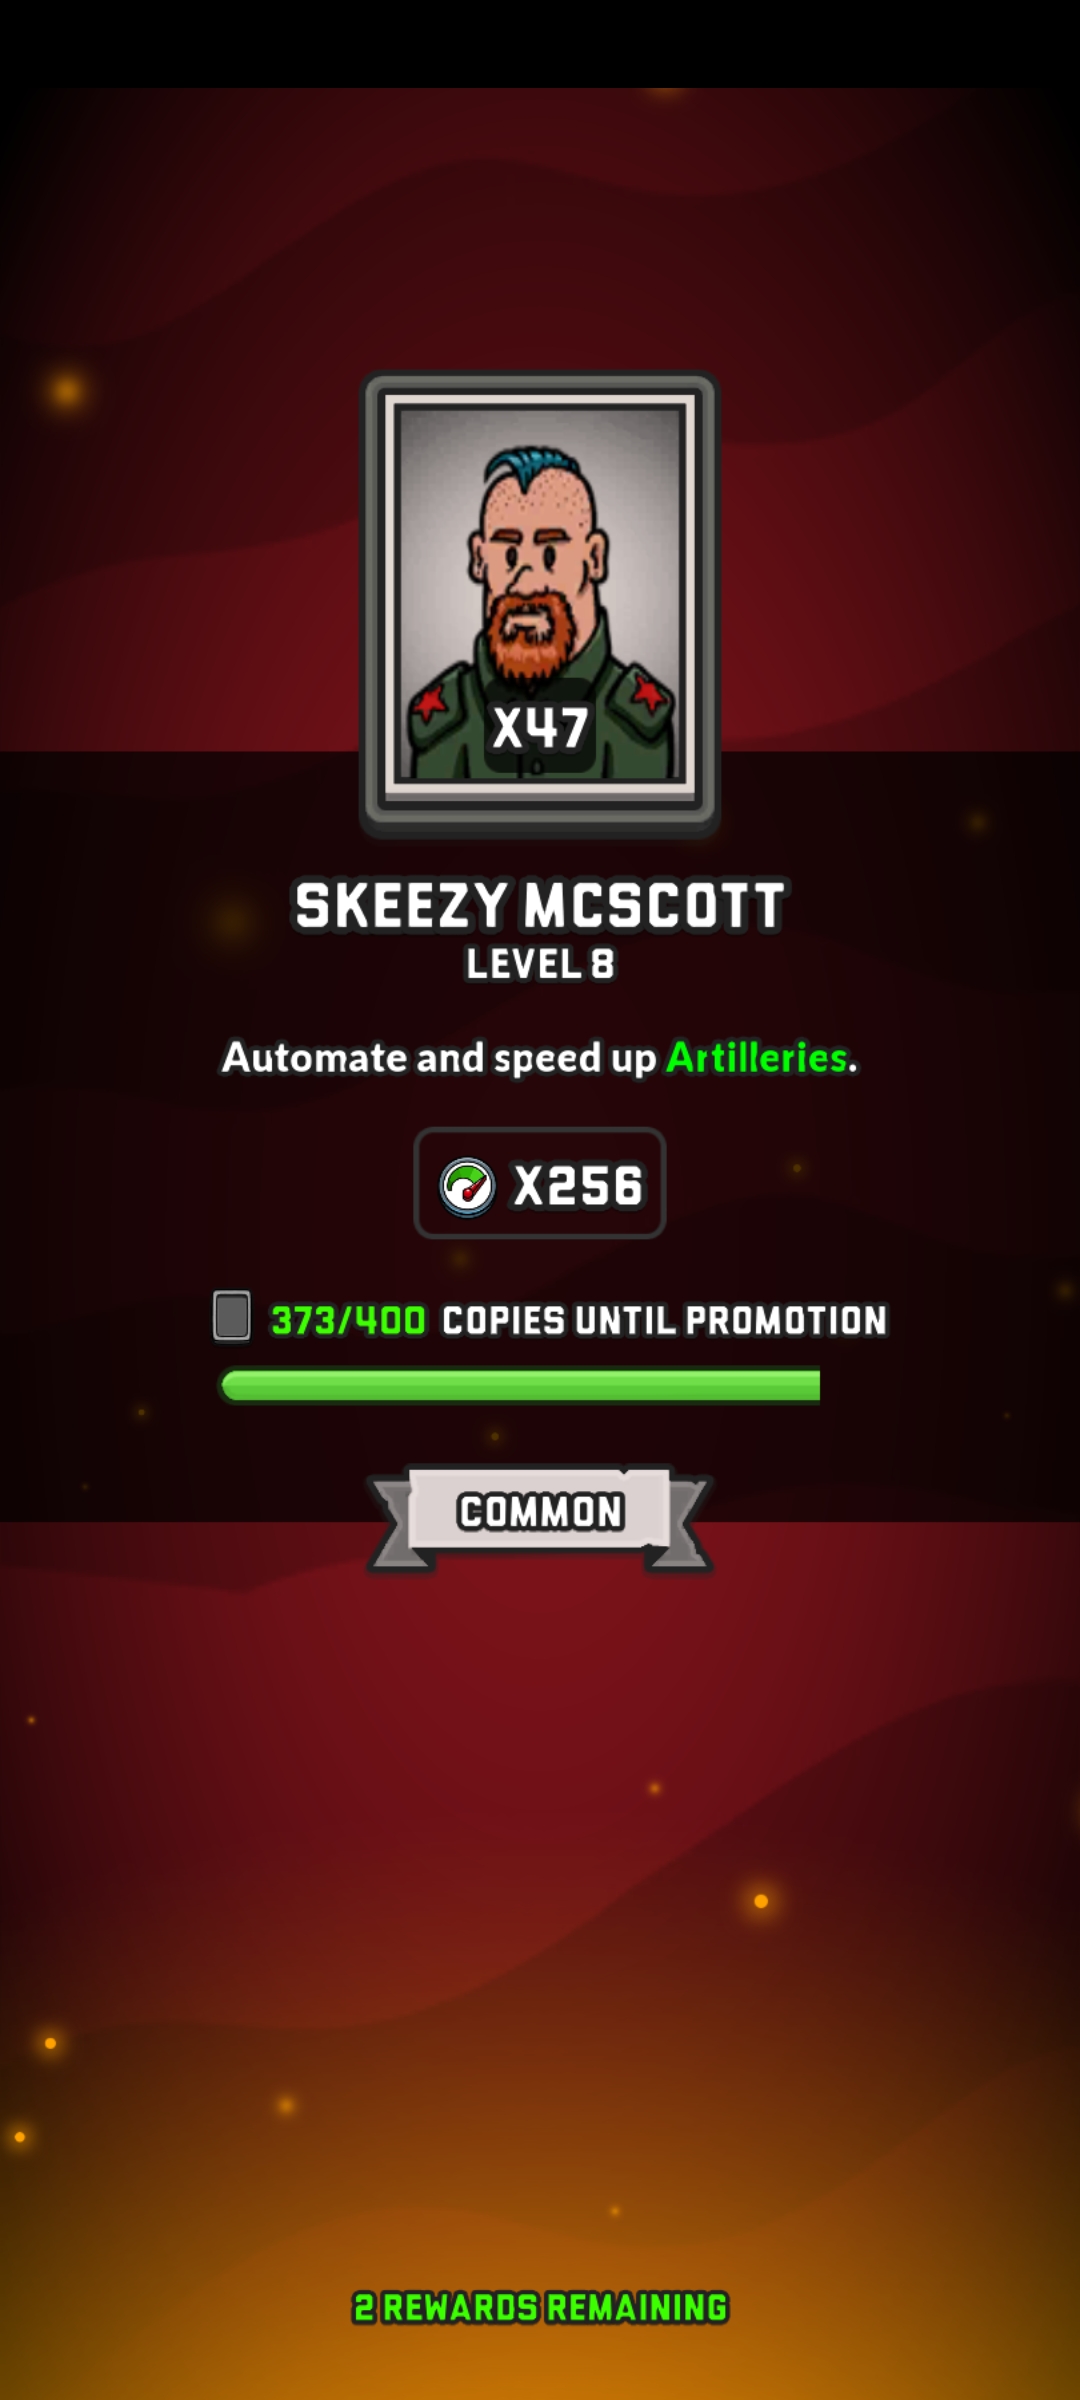 X47
SKEEZY MCSCOTT
LEVEL 8
Automate and speed up Artilleries.
X256
373/400 COPIES UNTIL PROMOTION
COMMON
2 REWARDS REMAINING